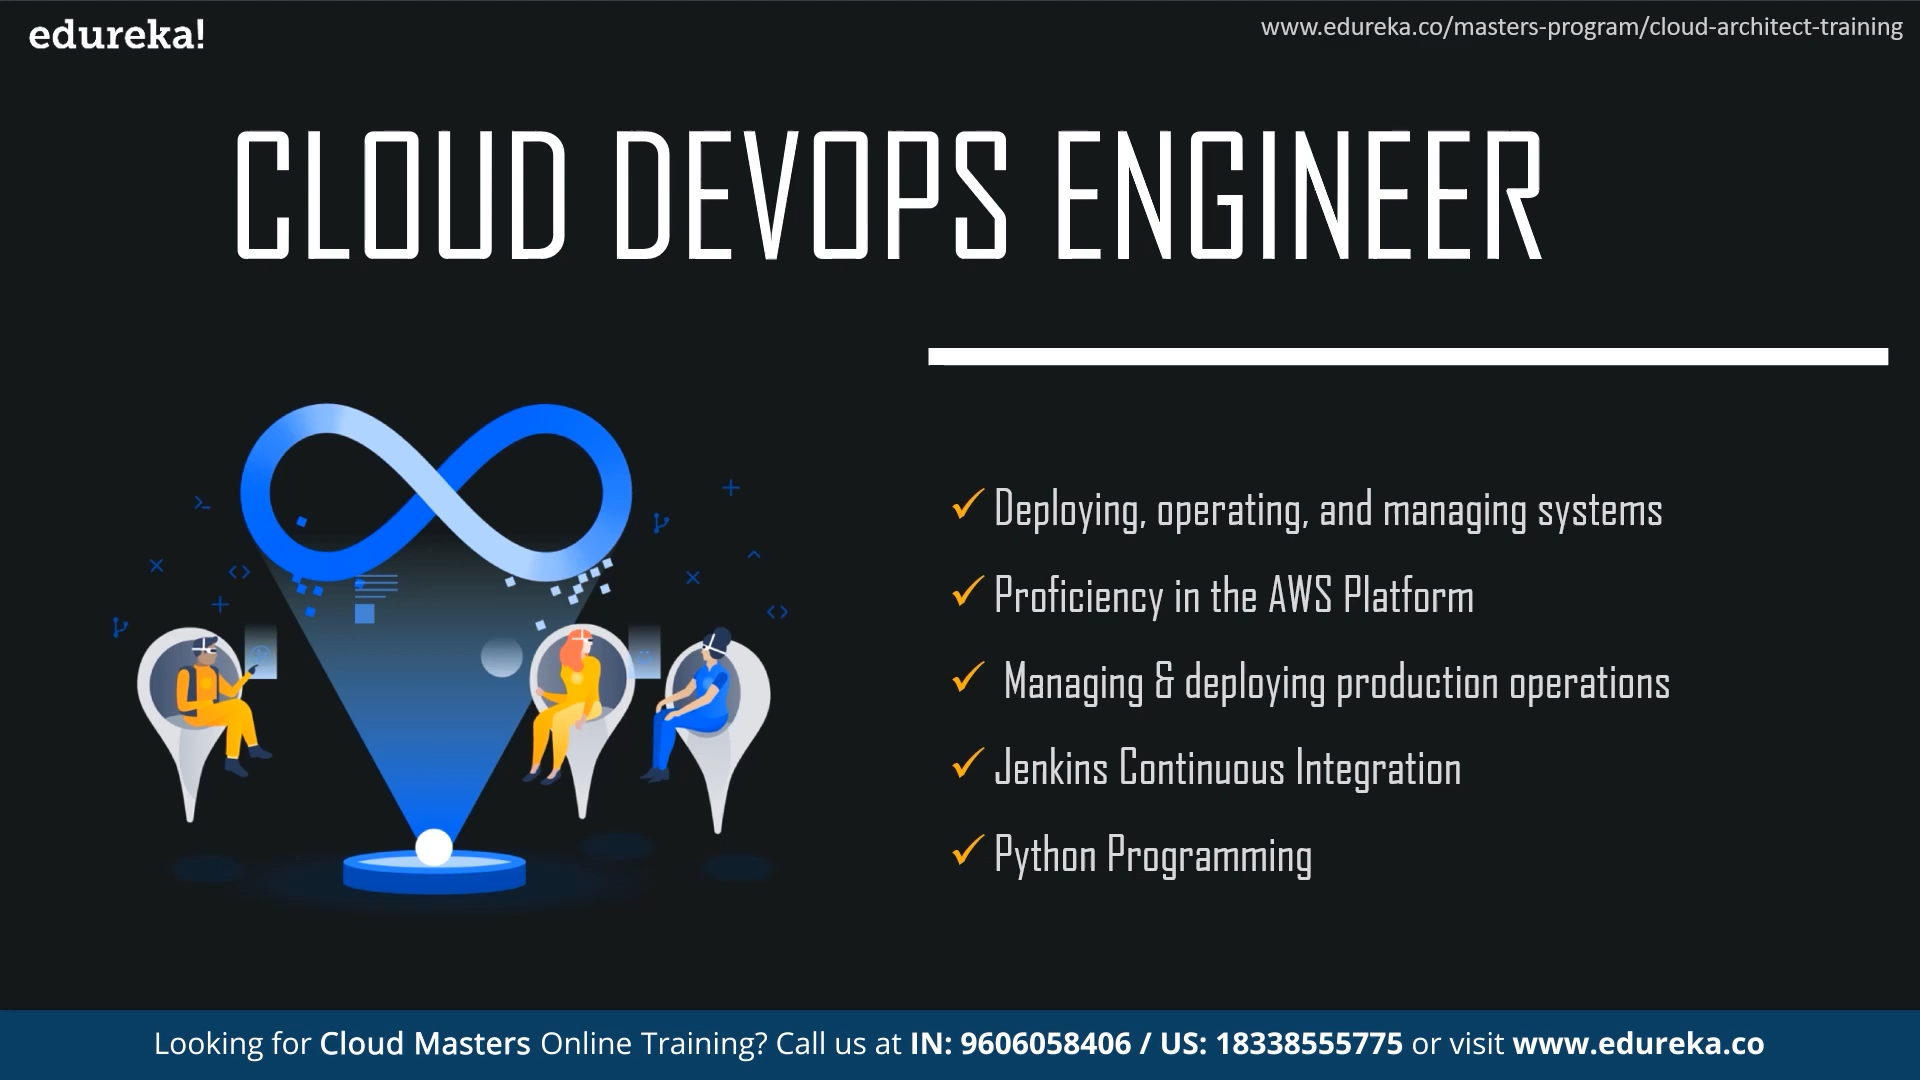 edureka!
www.edureka.co/masters-program/cloud-architect-training
CLOUD DEVOPS ENGINEER
✓ Deploying, operating, and managing systems
✓ Proficiency in the AWS Platform
✓ Managing & deploying production operations
✓ Jenkins Continuous Integration
✓ Python Programming
Looking for Cloud Masters Online Training? Call us at IN: 9606058406 / US: 18338555775 or visit www.edureka.co